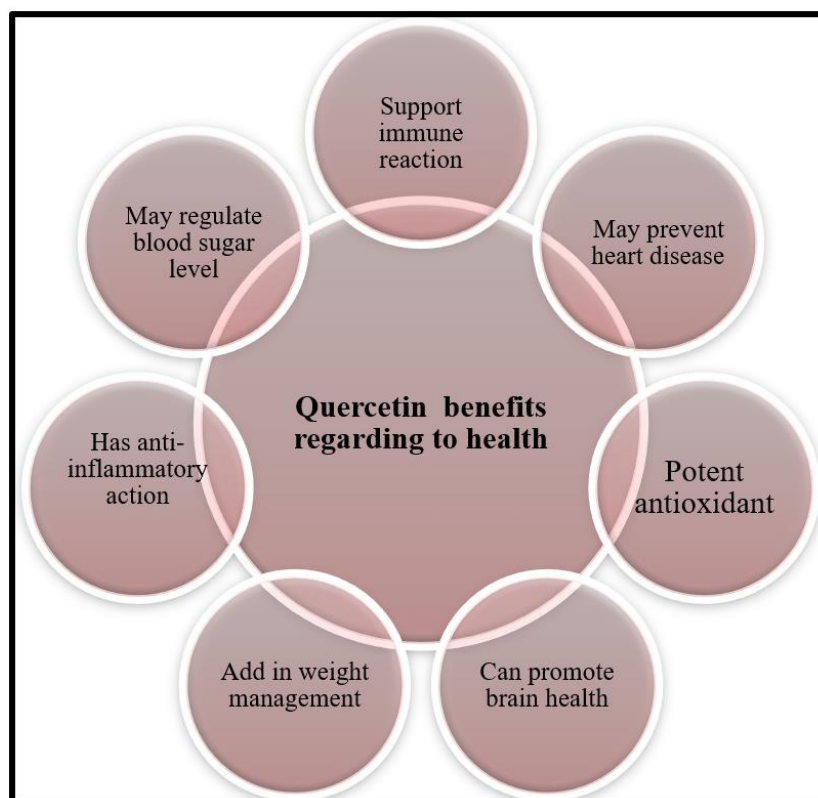 Support
immune
reaction
May regulate
blood sugar
level
May prevent
heart disease
Quercetin benefits
regarding to health
Has anti-
inflammatory
action
Potent
antioxidant
Add in weight
management
Can promote
brain health